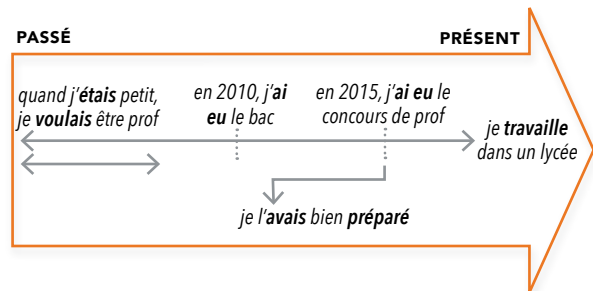 PASSÉ
PRÉSENT
quand j'étais petit,
je voulais être prof
en 2010, j'ai
eu le bac
en 2015, j'ai eu le
concours de prof
je travaille
dans un lycée
je l'avais bien préparé